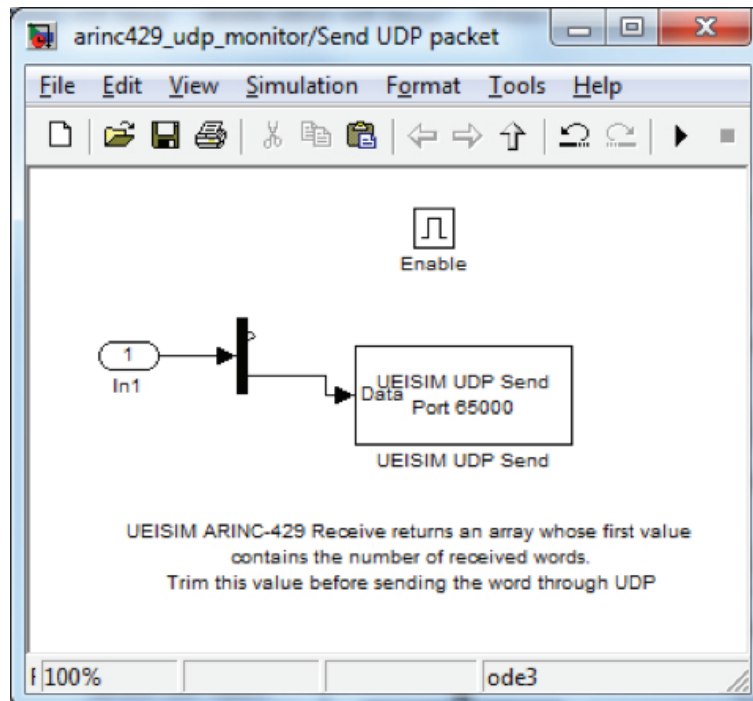 arinc429_udp_monitor/Send UDP packet
File Edit View Simulation Format Tools Help
Enable
1
In1
Data
UEISIM UDP Send
Port 65000
UEISIM UDP Send
UEISIM ARINC-429 Receive returns an array whose first value
contains the number of received words.
Trim this value before sending the word through UDP
100% ode3